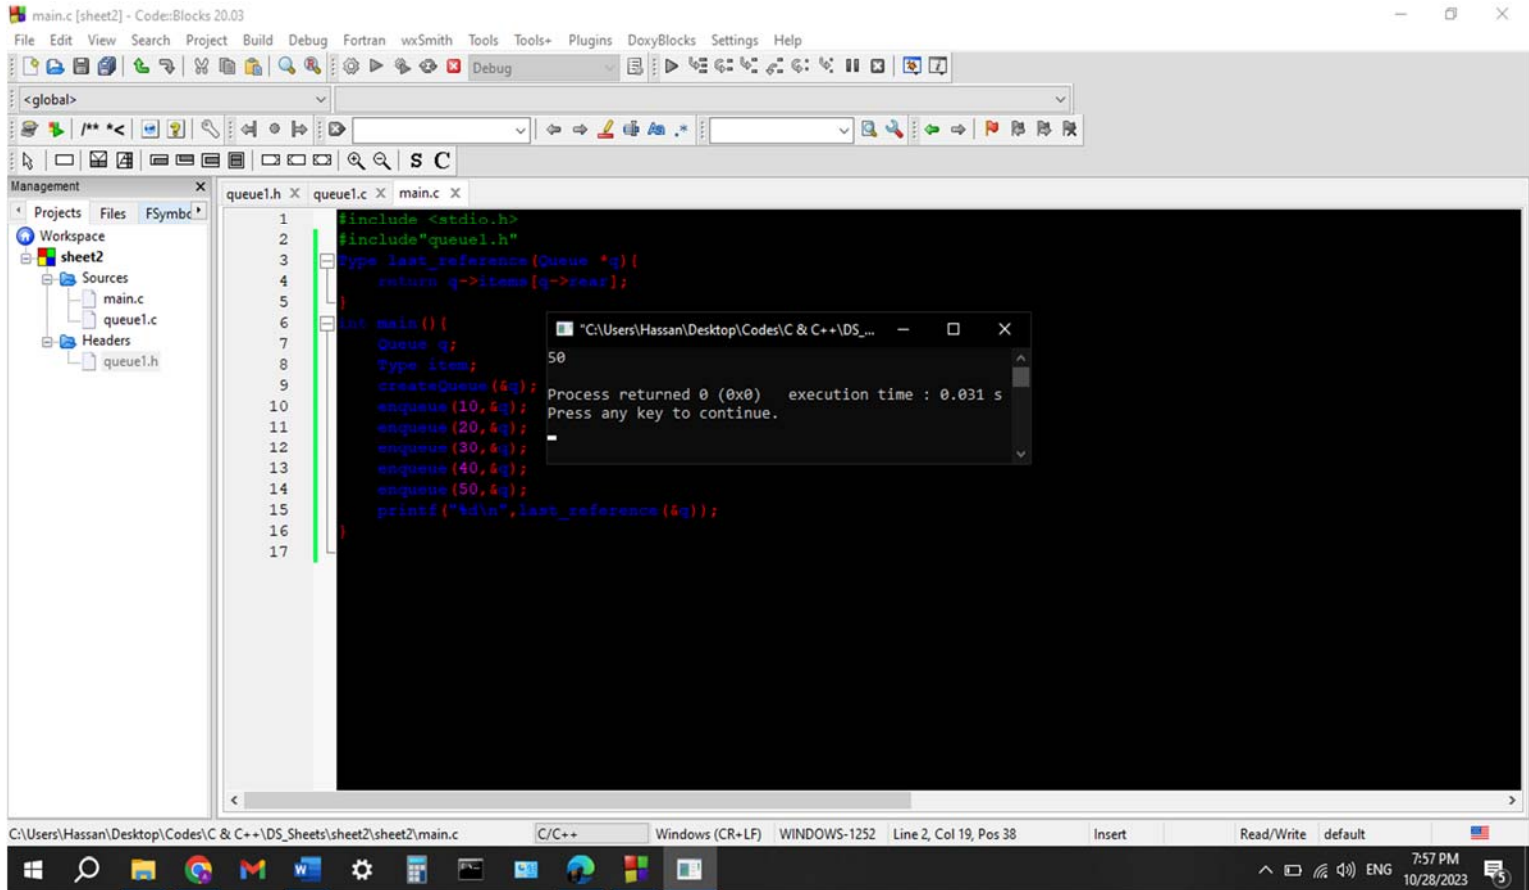 main.c [sheet2] - Code::Blocks 20.03
File Edit View Search Project Build Debug Fortran wxSmith Tools Tools+ Plugins DoxyBlocks Settings Help
Debug
<global>
/** *<
.*
S C
Management
queue1.h queue1.c main.c
Projects Files FSymbo
Workspace
sheet2
Sources
main.c
queue1.c
Headers
queue1.h
1 #include <stdio.h>
2 #include"queue1.h"
3 Type last_reference(Queue *q){
4 return q->items[q->rear];
5 }
6 int main(){
7 Queue q;
8 Type item;
9 createQueue(&q);
10 enqueue(10,&q);
11 enqueue(20,&q);
12 enqueue(30,&q);
13 enqueue(40,&q);
14 enqueue(50,&q);
15 printf("%d\n",last_reference(&q));
16 }
17
"C:\Users\Hassan\Desktop\Codes\C & C++\DS_...
50
Process returned 0 (0x0) execution time : 0.031 s
Press any key to continue.
C:\Users\Hassan\Desktop\Codes\C & C++\DS_Sheets\sheet2\sheet2\main.c C/C++ Windows (CR+LF) WINDOWS-1252 Line 2, Col 19, Pos 38 Insert Read/Write default
ENG
7:57 PM
10/28/2023
5